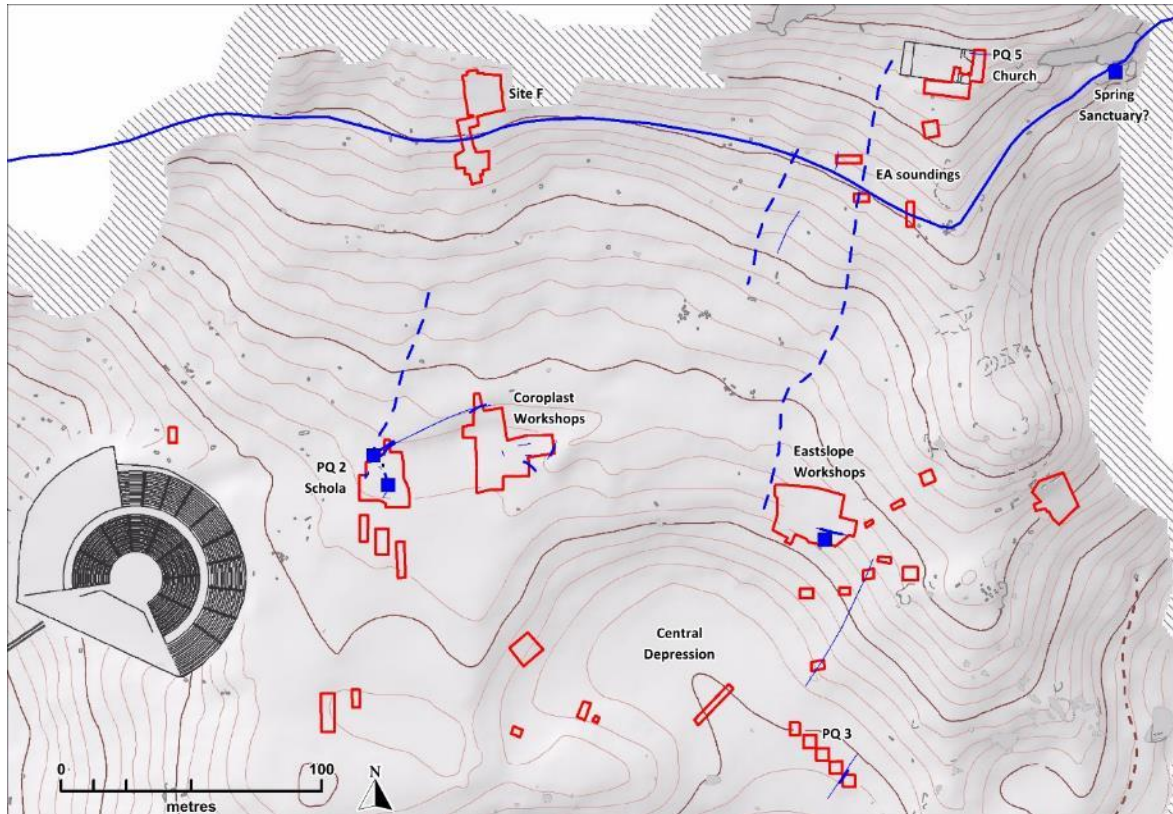 PQ 5
Church
Site F
Spring
Sanctuary?
EA soundings
Coroplast
Workshops
PQ 2
Schola
Eastslope
Workshops
Central
Depression
PQ 3
0
100
metres
N